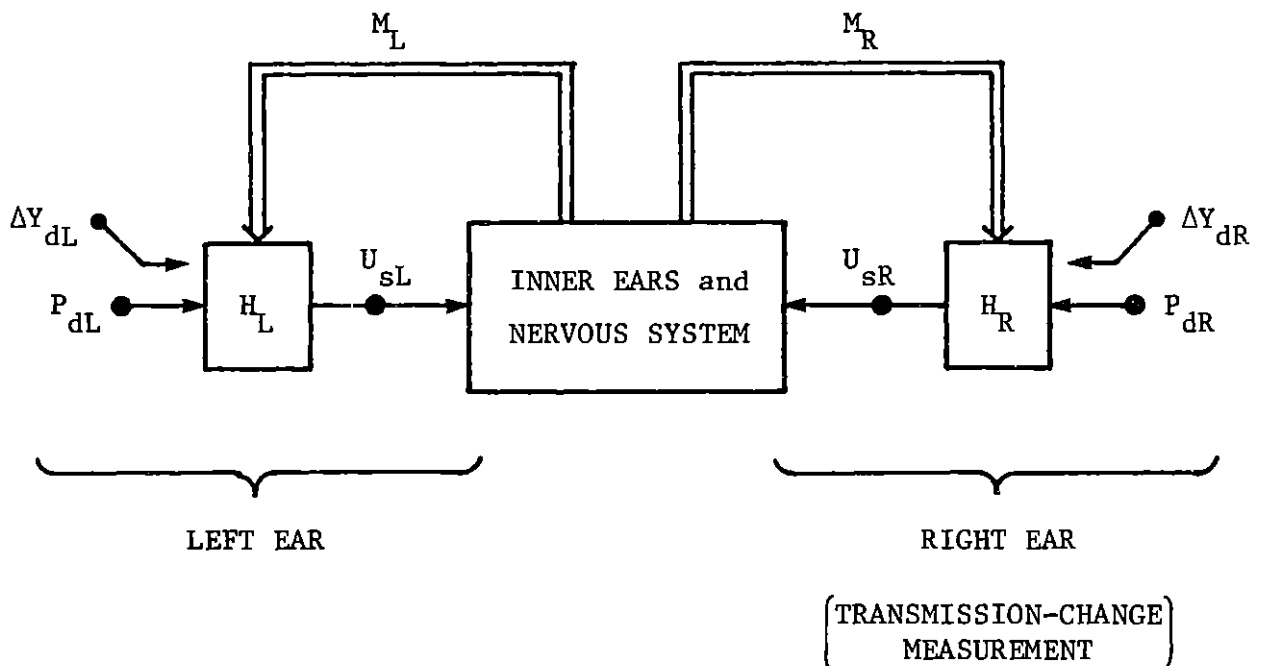 M_L
M_R
ΔY_dL
ΔY_dR
U_sL
U_sR
P_dL
H_L
INNER EARS and
NERVOUS SYSTEM
H_R
P_dR
LEFT EAR
RIGHT EAR
TRANSMISSION-CHANGE
MEASUREMENT